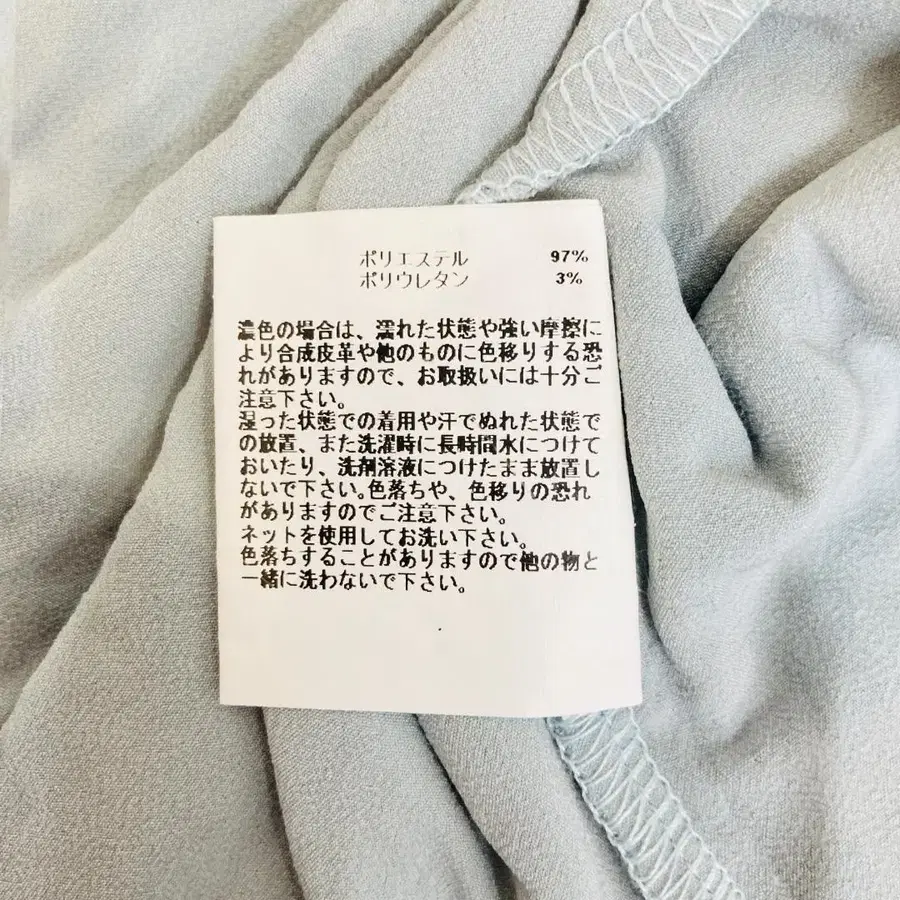 ポリエステル 97%
ポリウレタン 3%
濃色の場合は、濡れた状態や強い摩擦に
より合成皮革や他のものに色移りする恐
れがありますので、お取扱いには十分ご
注意下さい。
湿った状態での着用や汗でぬれた状態で
の放置、また洗濯時に長時間水につけて
おいたり、洗剤溶液につけたまま放置し
ないで下さい。色落ちや、色移りの恐れ
がありますのでご注意下さい。
ネットを使用してお洗い下さい。
色落ちすることがありますので他の物と
一緒に洗わないで下さい。